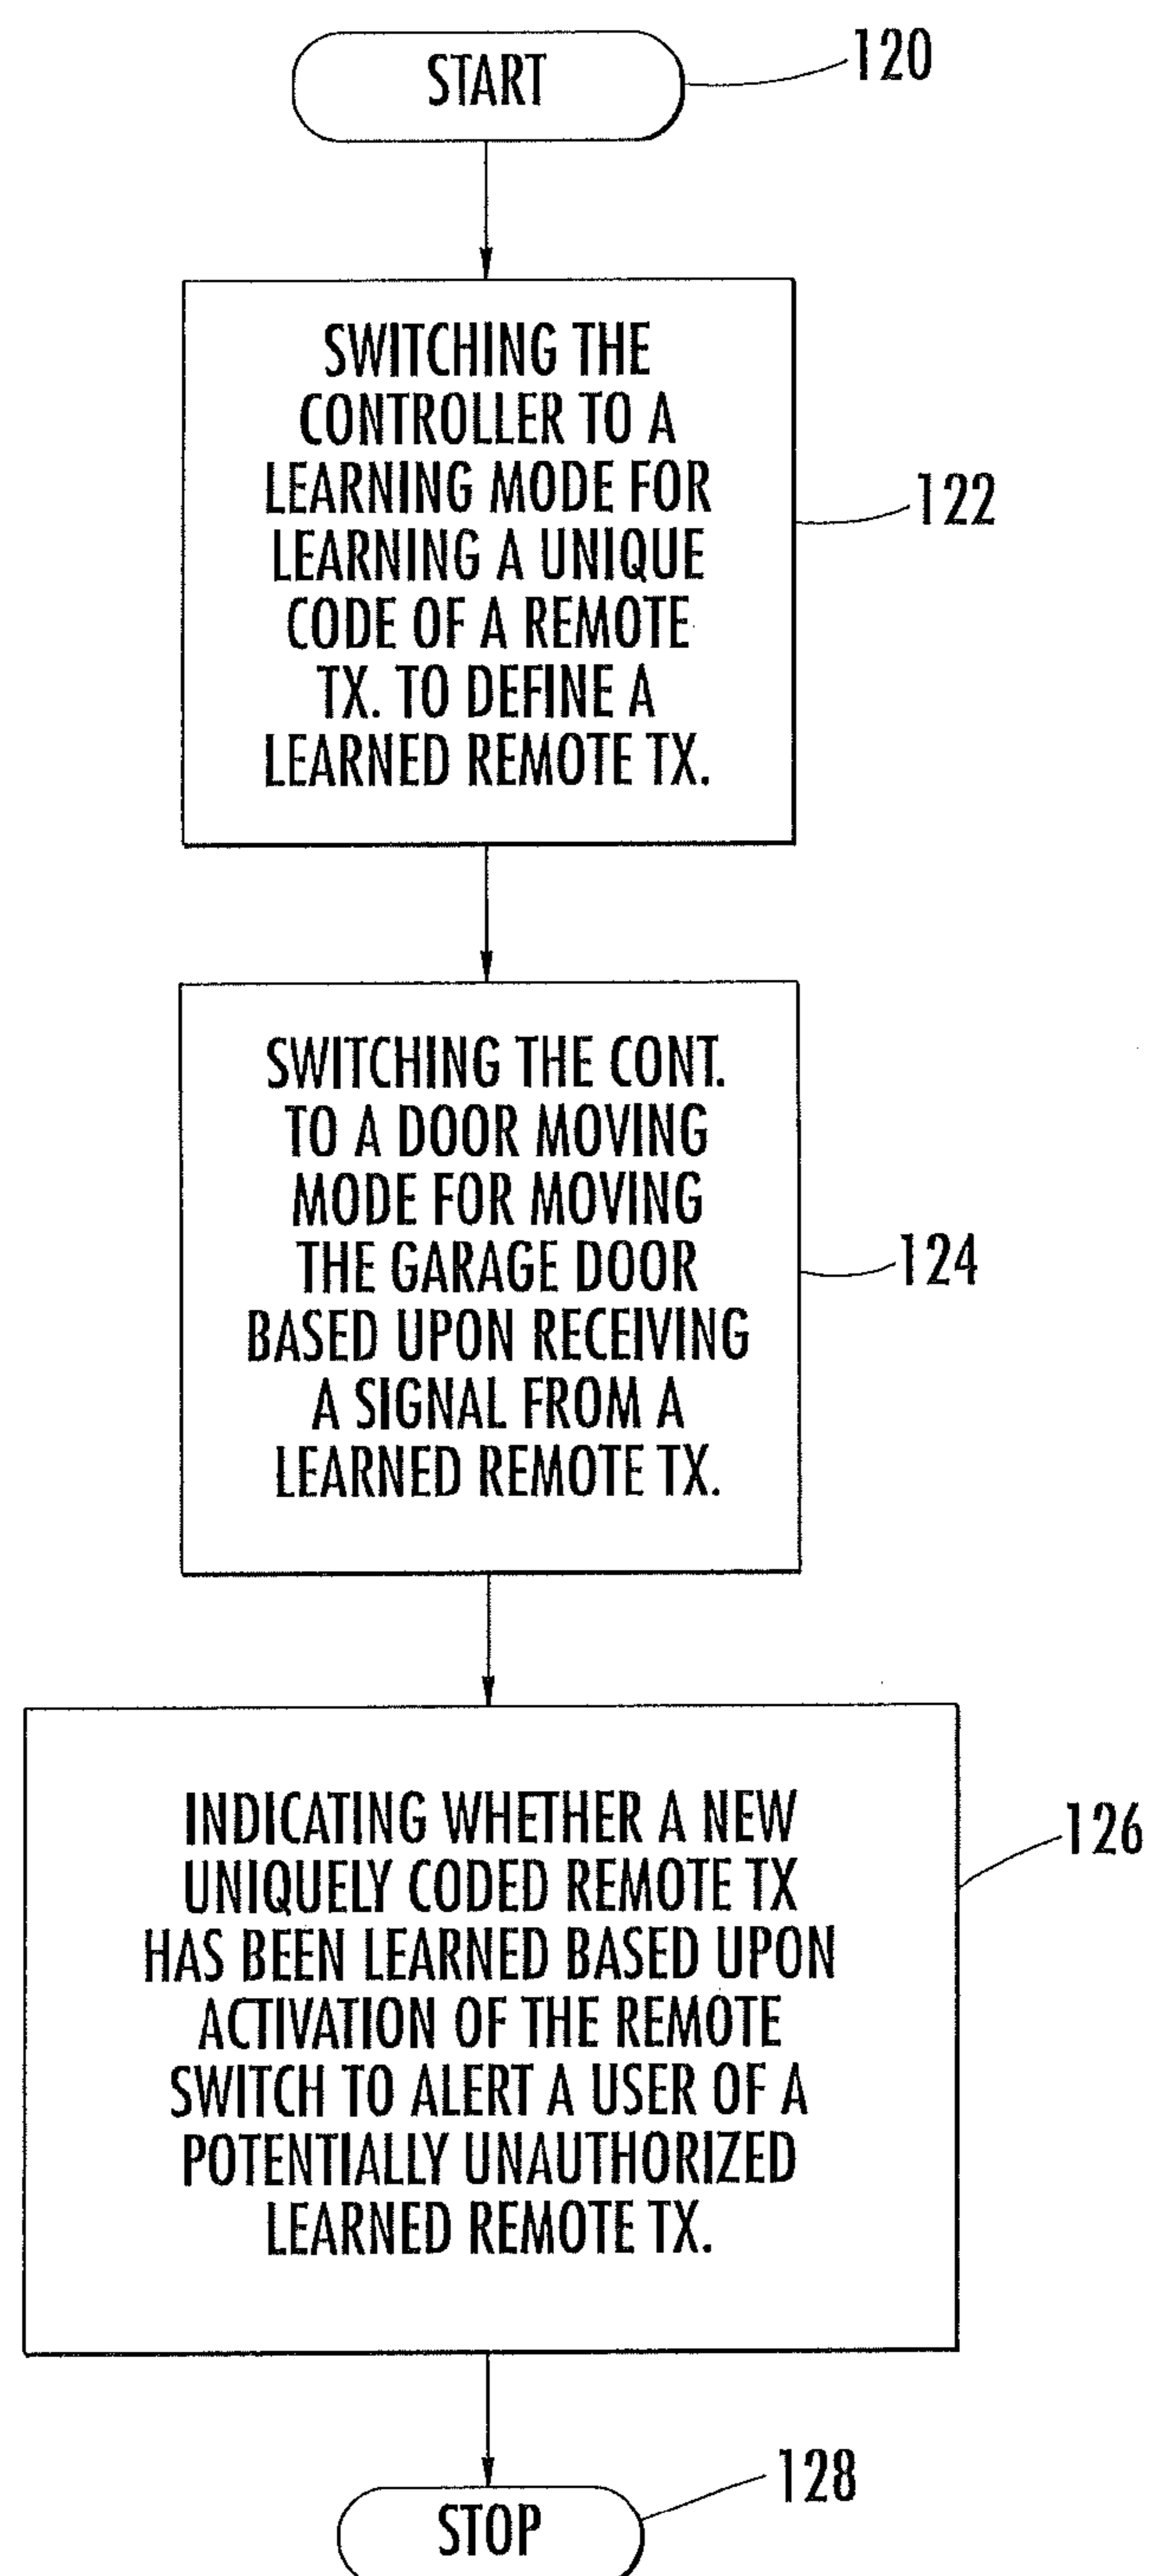 START
120
SWITCHING THE
CONTROLLER TO A
LEARNING MODE FOR
LEARNING A UNIQUE
CODE OF A REMOTE
TX. TO DEFINE A
LEARNED REMOTE TX.
122
SWITCHING THE CONT.
TO A DOOR MOVING
MODE FOR MOVING
THE GARAGE DOOR
BASED UPON RECEIVING
A SIGNAL FROM A
LEARNED REMOTE TX.
124
INDICATING WHETHER A NEW
UNIQUELY CODED REMOTE TX
HAS BEEN LEARNED BASED UPON
ACTIVATION OF THE REMOTE
SWITCH TO ALERT A USER OF A
POTENTIALLY UNAUTHORIZED
LEARNED REMOTE TX.
126
STOP
128